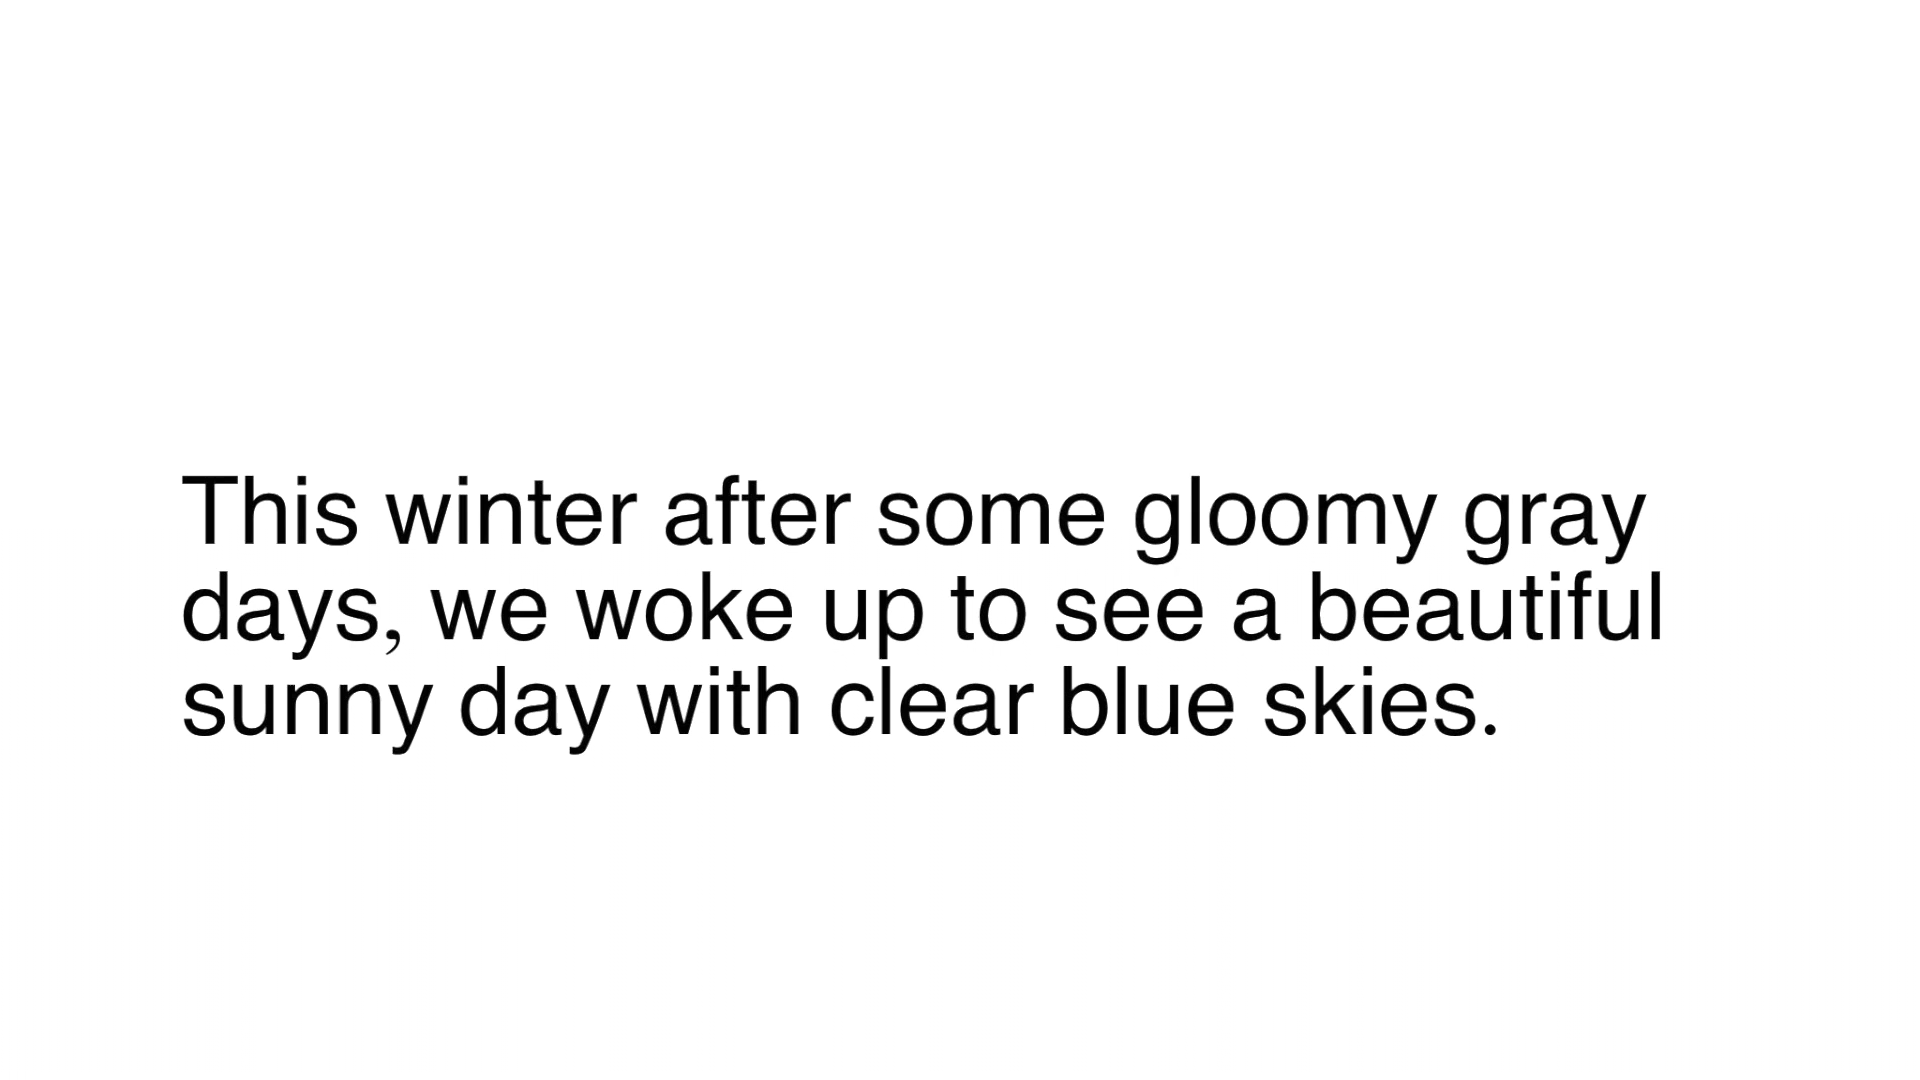 This winter after some gloomy gray
days, we woke up to see a beautiful
sunny day with clear blue skies.